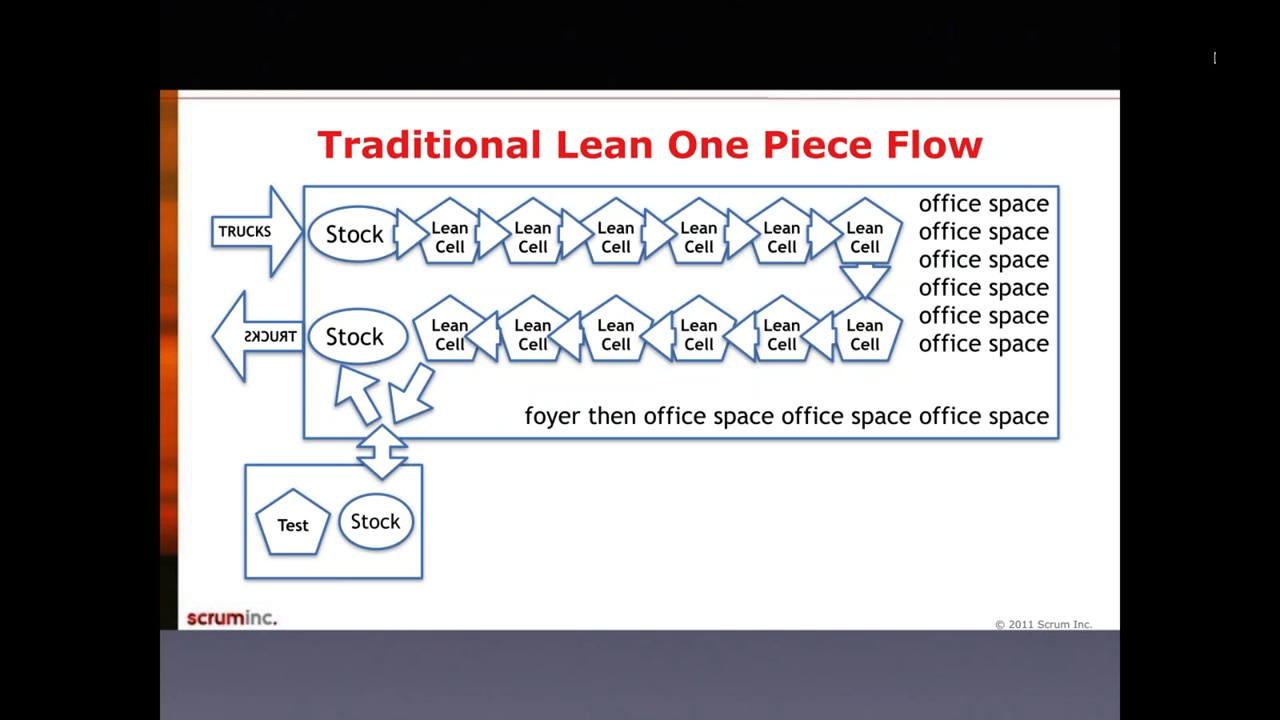 Traditional Lean One Piece Flow
TRUCKS
Stock
Lean
Cell
Lean
Cell
Lean
Cell
Lean
Cell
Lean
Cell
Lean
Cell
office space
office space
office space
office space
office space
office space
TRUCKS
Stock
Lean
Cell
Lean
Cell
Lean
Cell
Lean
Cell
Lean
Cell
Lean
Cell
foyer then office space office space office space
Test
Stock
scruminc.
© 2011 Scrum Inc.